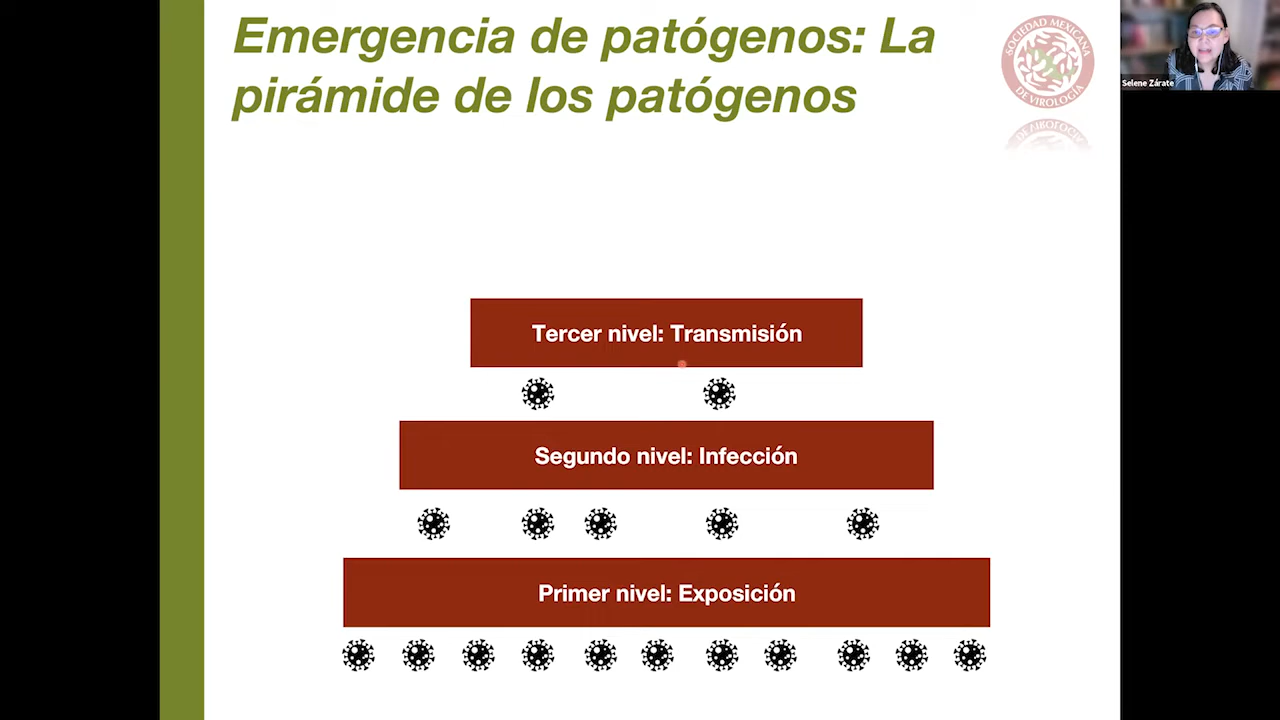 Emergencia de patógenos: La
pirámide de los patógenos
SOCIEDAD MEXICANA
DE VIROLOGÍA
Selene Zárate
Tercer nivel: Transmisión
Segundo nivel: Infección
Primer nivel: Exposición